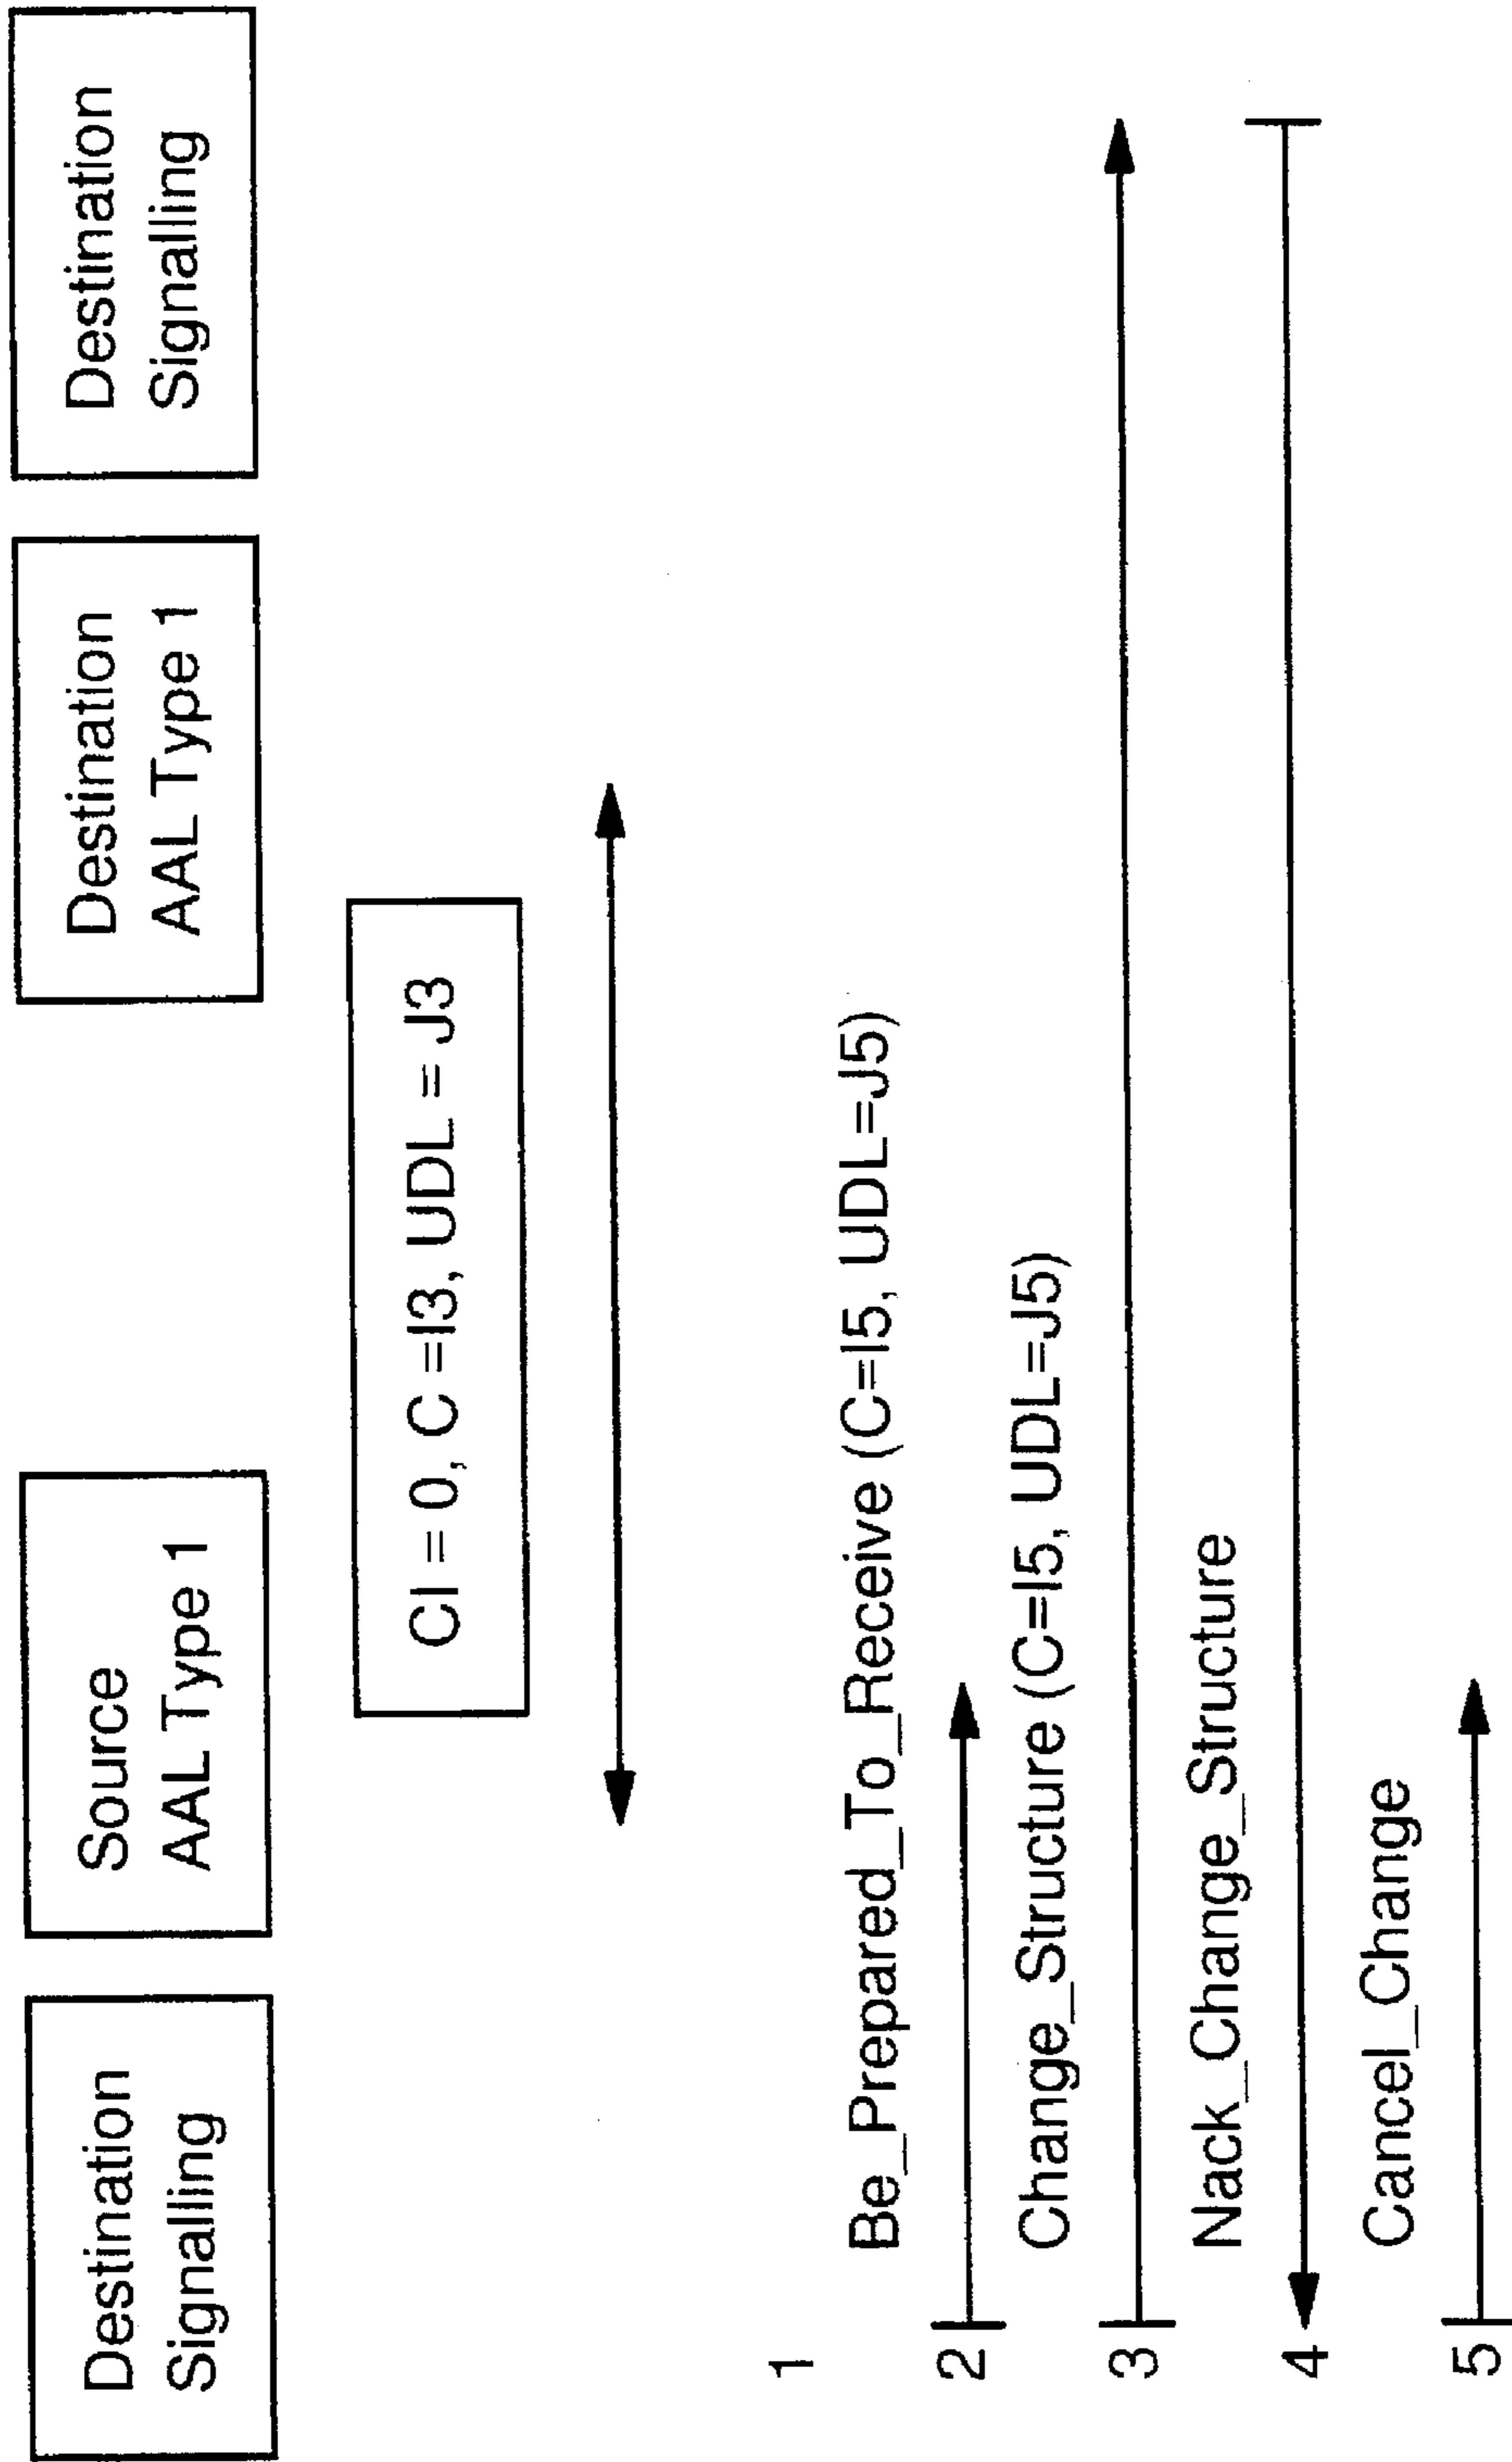 Destination
Signalling
Source
AAL Type 1
Destination
AAL Type 1
Destination
Signalling
CI = 0, C =I3, UDL = J3
1
Be_Prepared_To_Receive (C=I5, UDL=J5)
2
Change_Structure (C=I5, UDL=J5)
3
Nack_Change_Structure
4
Cancel_Change
5